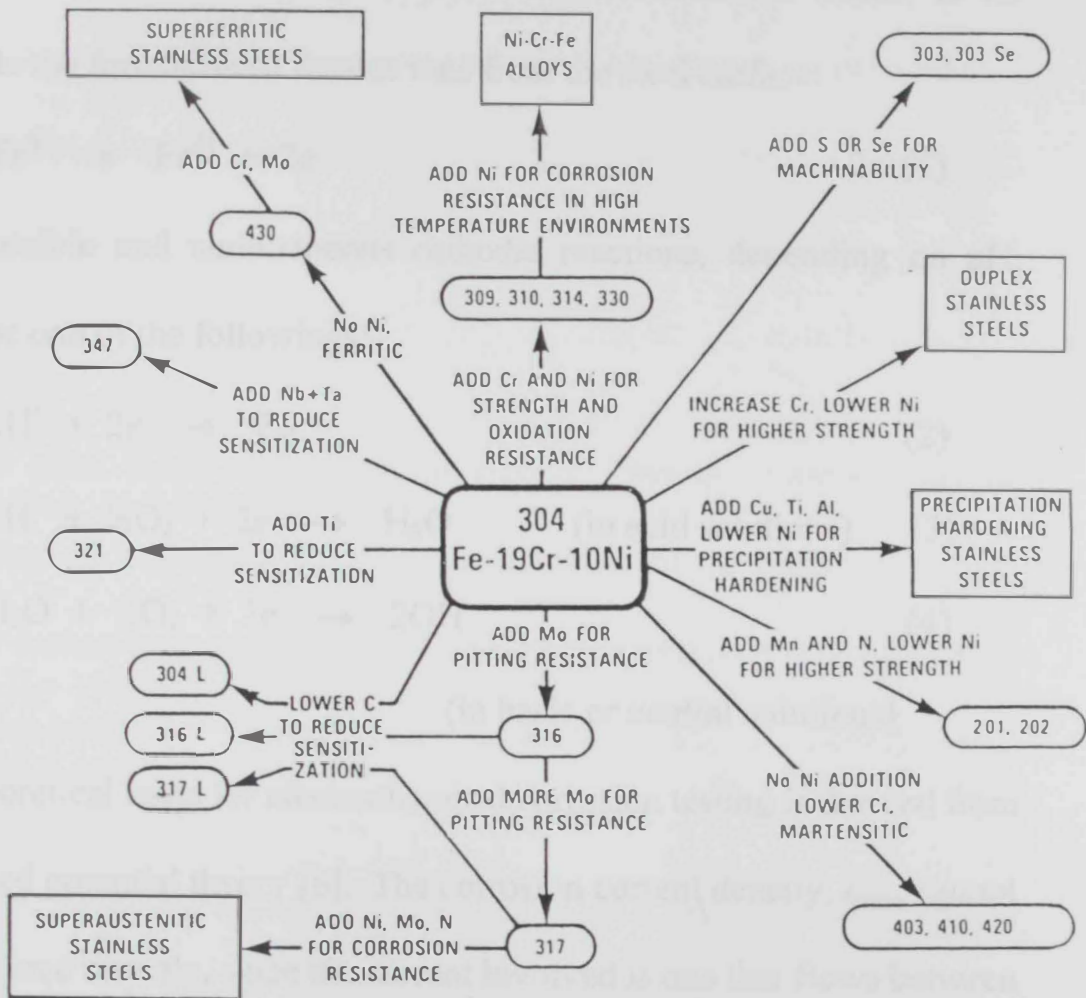 SUPERFERRITIC
STAINLESS STEELS
Ni-Cr-Fe
ALLOYS
303, 303 Se
ADD Cr, Mo
ADD Ni FOR CORROSION
RESISTANCE IN HIGH
TEMPERATURE ENVIRONMENTS
ADD S OR Se FOR
MACHINABILITY
430
309, 310, 314, 330
DUPLEX
STAINLESS
STEELS
No Ni,
FERRITIC
347
ADD Nb+Ta
TO REDUCE
SENSITIZATION
ADD Cr AND Ni FOR
STRENGTH AND
OXIDATION
RESISTANCE
INCREASE Cr, LOWER Ni
FOR HIGHER STRENGTH
304
Fe-19Cr-10Ni
ADD Ti
TO REDUCE
SENSITIZATION
321
ADD Cu, Ti, Al,
LOWER Ni FOR
PRECIPITATION
HARDENING
PRECIPITATION
HARDENING
STAINLESS
STEELS
ADD Mo FOR
PITTING RESISTANCE
ADD Mn AND N, LOWER Ni
FOR HIGHER STRENGTH
304 L
316 L
317 L
LOWER C
TO REDUCE
SENSITI-
ZATION
316
201, 202
ADD MORE Mo FOR
PITTING RESISTANCE
No Ni ADDITION
LOWER Cr,
MARTENSITIC
403, 410, 420
SUPERAUSTENITIC
STAINLESS
STEELS
ADD Ni, Mo, N
FOR CORROSION
RESISTANCE
317